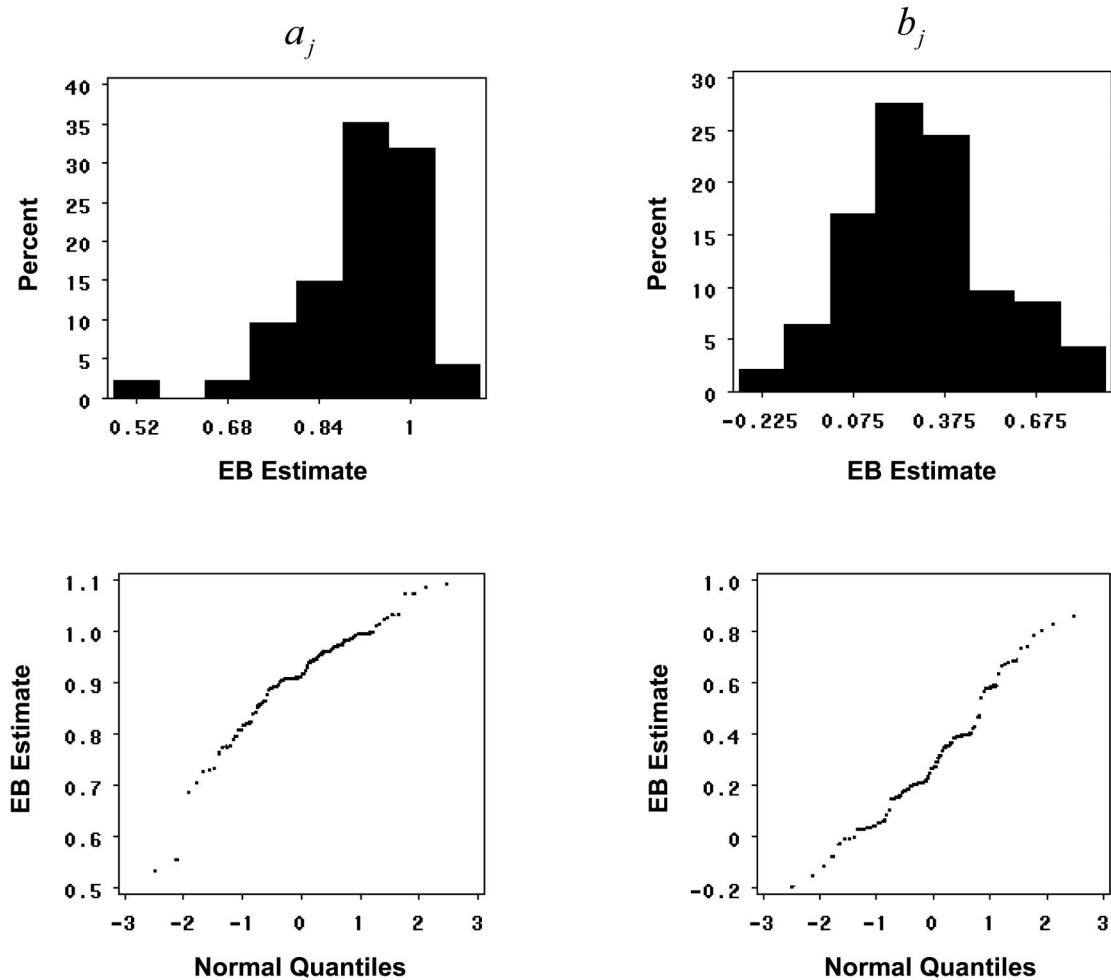 a_j
b_j
40
35
30
25
20
15
10
5
0
Percent
0.52 0.68 0.84 1
EB Estimate
30
25
20
15
10
5
0
Percent
-0.225 0.075 0.375 0.675
EB Estimate
1.1
1.0
0.9
0.8
0.7
0.6
0.5
EB Estimate
-3 -2 -1 0 1 2 3
Normal Quantiles
1.0
0.8
0.6
0.4
0.2
0
-0.2
EB Estimate
-3 -2 -1 0 1 2 3
Normal Quantiles